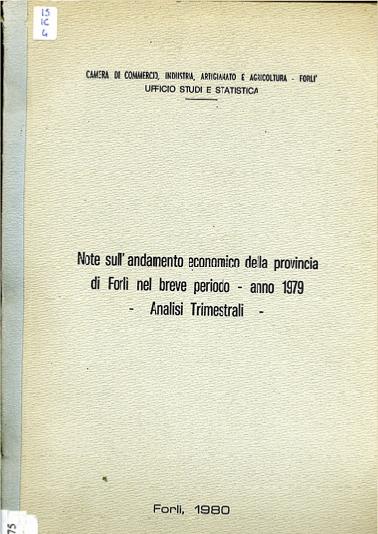 15
IC
4
CAMERA DI COMMERCIO, INDUSTRIA, ARTIGIANATO E AGRICOLTURA - FORLI'
UFFICIO STUDI E STATISTICA
Note sull'andamento economico della provincia
di Forlì nel breve periodo - anno 1979
- Analisi Trimestrali -
Forlì, 1980
75